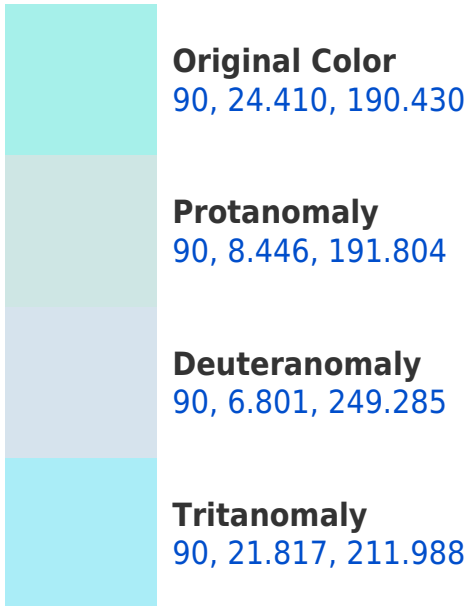 Original Color
90, 24.410, 190.430
Protanomaly
90, 8.446, 191.804
Deuteranomaly
90, 6.801, 249.285
Tritanomaly
90, 21.817, 211.988